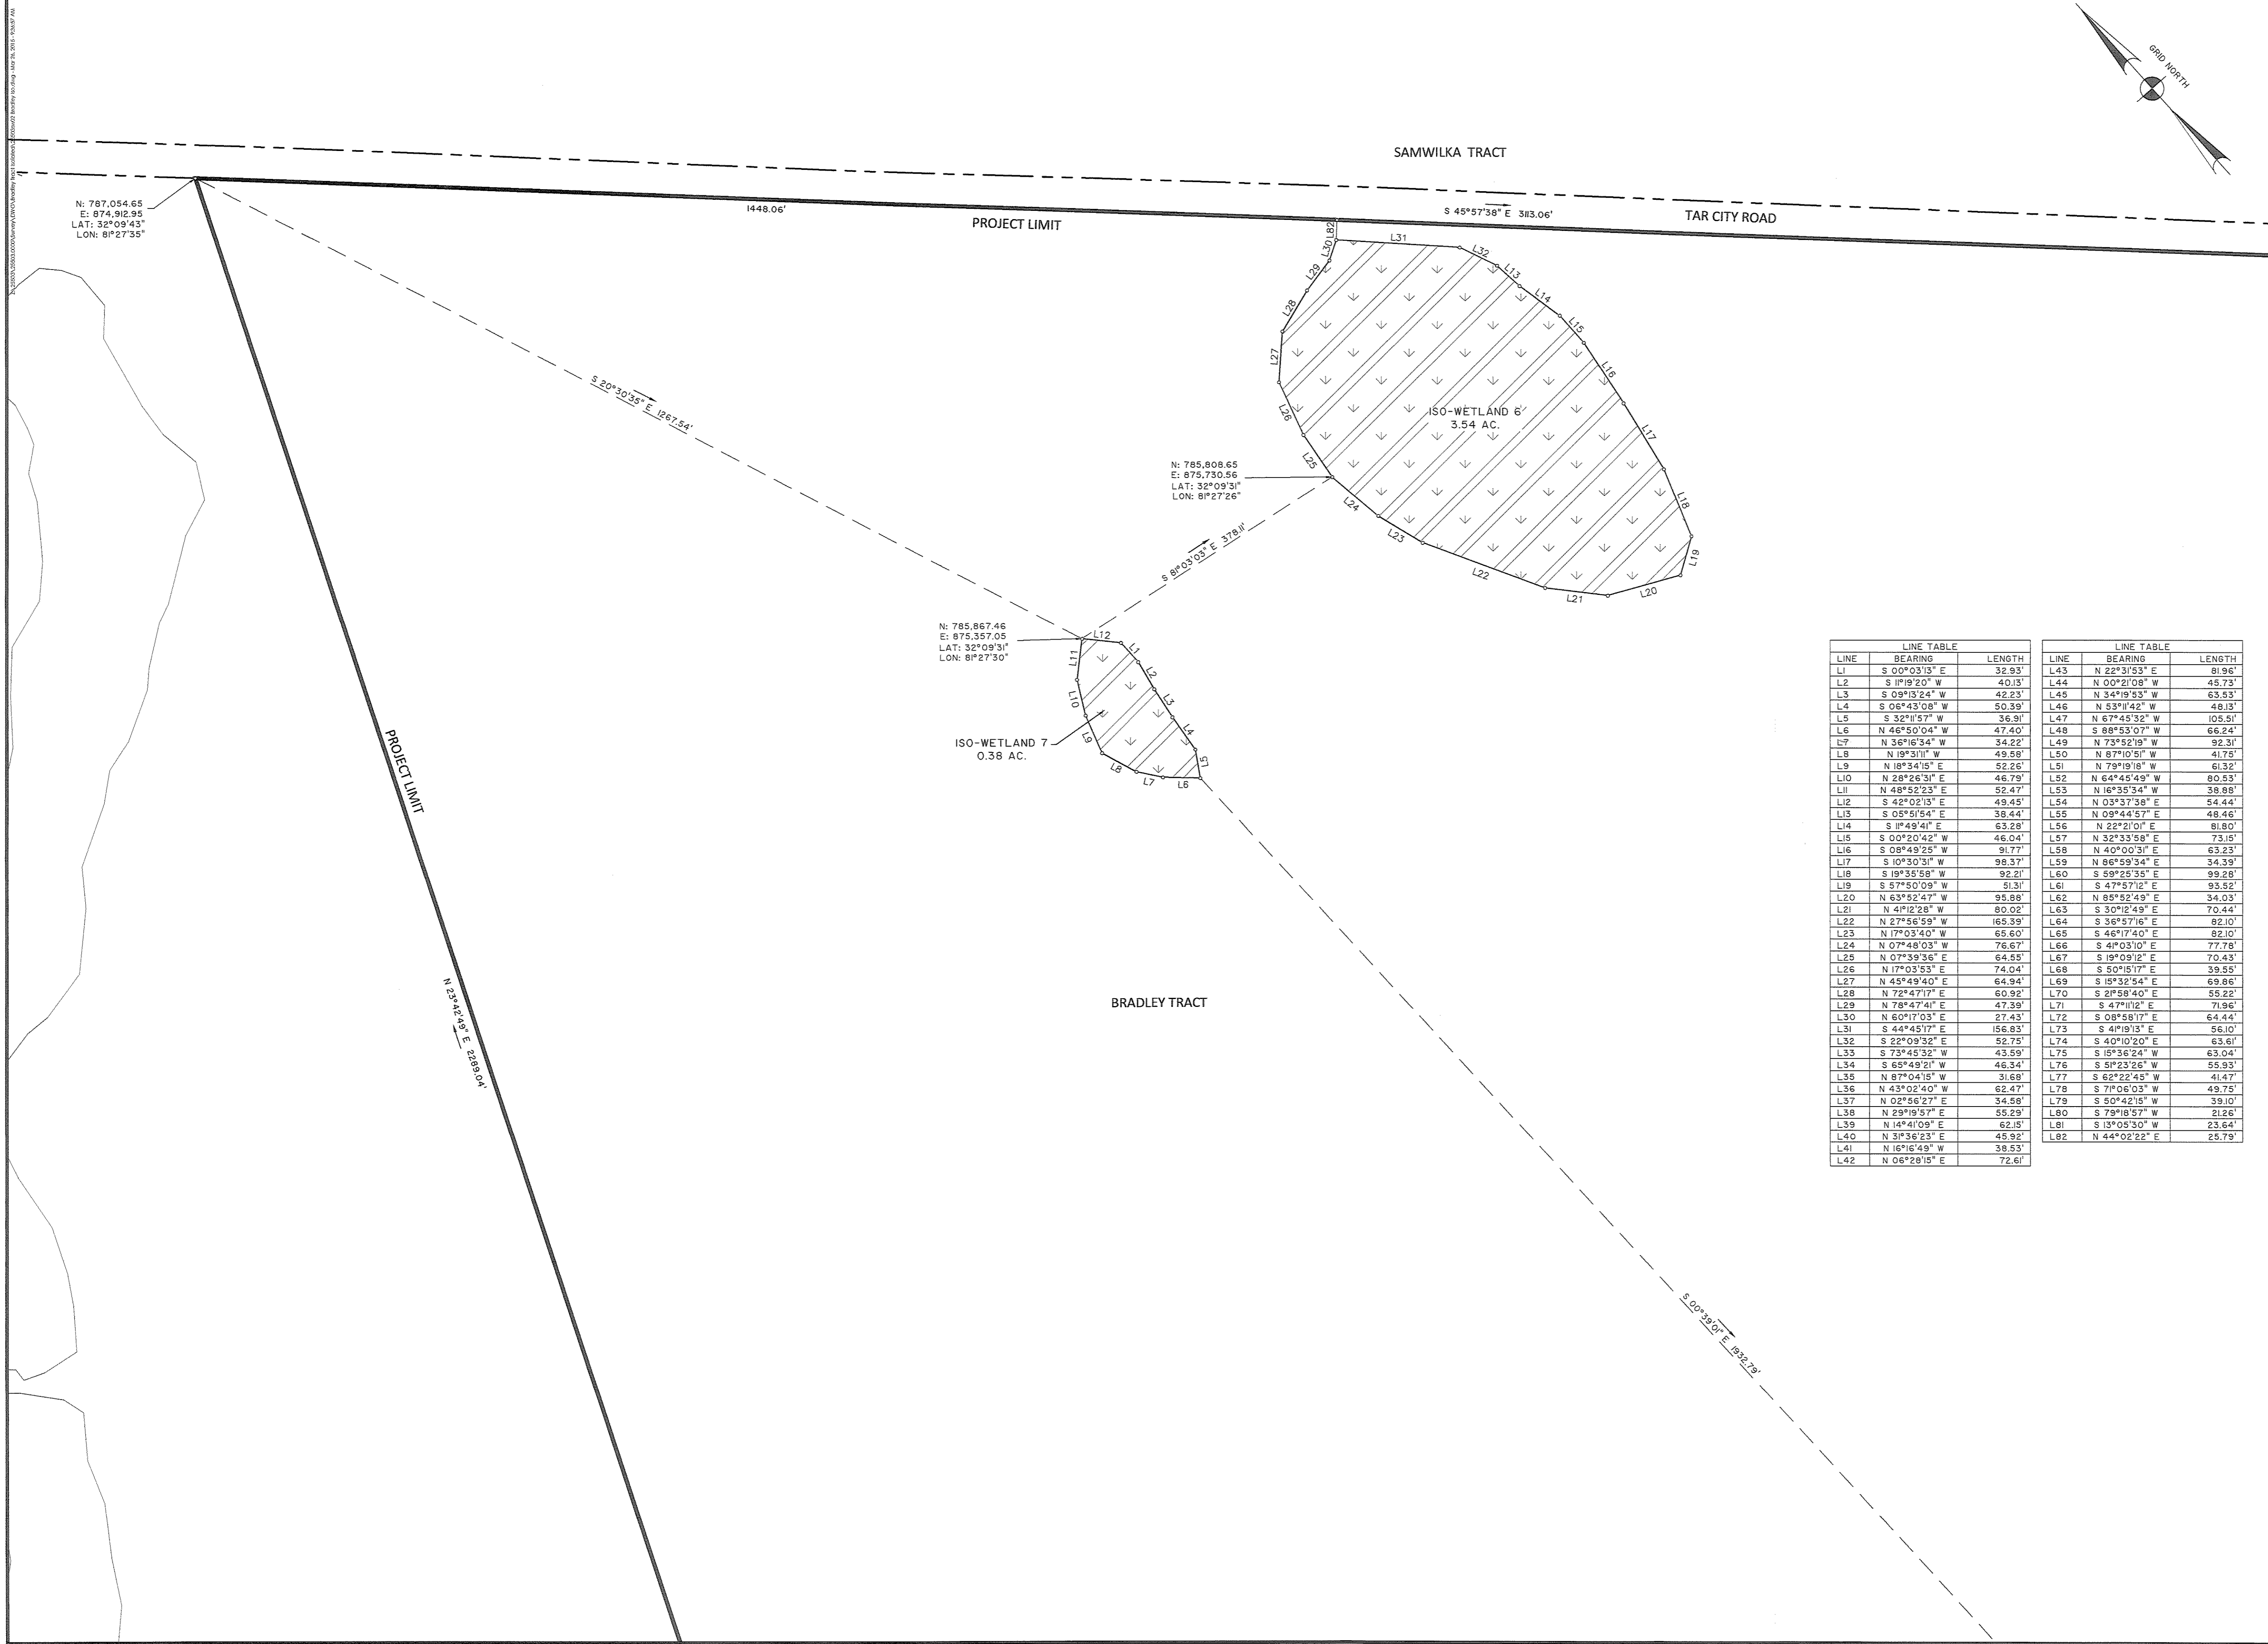 GRID NORTH
SAMWILKA TRACT
N: 787,054.65
E: 874,912.95
LAT: 32°09'43"
LON: 81°27'35"
1448.06'
PROJECT LIMIT
S 45°57'38" E 3113.06'
TAR CITY ROAD
L82
L30
L31
L32
L13
L29
L14
L28
L15
L27
L16
S 20°30'35" E 1267.54'
L26
ISO-WETLAND 6
3.54 AC.
L17
L25
N: 785,808.65
E: 875,730.56
LAT: 32°09'31"
LON: 81°27'26"
L18
L24
L23
L19
S 81°03'03" E 378.11'
L22
L21
L20
N: 785,867.46
E: 875,357.05
LAT: 32°09'31"
LON: 81°27'30"
L12
L1
L11
L2
L10
L3
L4
L9
ISO-WETLAND 7
0.38 AC.
L5
L8
L7
L6
PROJECT LIMIT
N 23°42'49" E 2289.04'
BRADLEY TRACT
S 00°39'01" E 1932.79'
LINE TABLE
LINE BEARING LENGTH
L1 S 00°03'13" E 32.93'
L2 S 11°19'20" W 40.13'
L3 S 09°13'24" W 42.23'
L4 S 06°43'08" W 50.39'
L5 S 32°11'57" W 36.91'
L6 N 46°50'04" W 47.40'
L7 N 36°16'34" W 34.22'
L8 N 19°31'11" W 49.58'
L9 N 18°34'15" E 52.26'
L10 N 28°26'31" E 46.79'
L11 N 48°52'23" E 52.47'
L12 S 42°02'13" E 49.45'
L13 S 05°51'54" E 38.44'
L14 S 11°49'41" E 63.28'
L15 S 00°20'42" W 46.04'
L16 S 08°49'25" W 91.77'
L17 S 10°30'31" W 98.37'
L18 S 19°35'58" W 92.21'
L19 S 57°50'09" W 51.31'
L20 N 63°52'47" W 95.88'
L21 N 41°12'28" W 80.02'
L22 N 27°56'59" W 165.39'
L23 N 17°03'40" W 65.60'
L24 N 07°48'03" W 76.67'
L25 N 07°39'36" E 64.55'
L26 N 17°03'53" E 74.04'
L27 N 45°49'40" E 64.94'
L28 N 72°47'17" E 60.92'
L29 N 78°47'41" E 47.39'
L30 N 60°17'03" E 27.43'
L31 S 44°45'17" E 156.83'
L32 S 22°09'32" E 52.75'
L33 S 73°45'32" W 43.59'
L34 S 65°49'21" W 46.34'
L35 N 87°04'15" W 31.68'
L36 N 43°02'40" W 62.47'
L37 N 02°56'27" E 34.58'
L38 N 29°19'57" E 55.29'
L39 N 14°41'09" E 62.15'
L40 N 31°36'23" E 45.92'
L41 N 16°16'49" W 38.53'
L42 N 06°28'15" E 72.61'
LINE TABLE
LINE BEARING LENGTH
L43 N 22°31'53" E 81.96'
L44 N 00°21'08" W 45.73'
L45 N 34°19'53" W 63.53'
L46 N 53°11'42" W 48.13'
L47 N 67°45'32" W 105.51'
L48 S 88°53'07" W 66.24'
L49 N 73°52'19" W 92.31'
L50 N 87°10'51" W 41.75'
L51 N 79°19'18" W 61.32'
L52 N 64°45'49" W 80.53'
L53 N 16°35'34" W 38.88'
L54 N 03°37'38" E 54.44'
L55 N 09°44'57" E 48.46'
L56 N 22°21'01" E 81.80'
L57 N 32°33'58" E 73.15'
L58 N 40°00'31" E 63.23'
L59 N 86°59'34" E 34.39'
L60 S 59°25'35" E 99.28'
L61 S 47°57'12" E 93.52'
L62 N 85°52'49" E 34.03'
L63 S 30°12'49" E 70.44'
L64 S 36°57'16" E 82.10'
L65 S 46°17'40" E 82.10'
L66 S 41°03'10" E 77.78'
L67 S 19°09'12" E 70.43'
L68 S 50°15'17" E 39.55'
L69 S 15°32'54" E 69.86'
L70 S 21°58'40" E 55.22'
L71 S 47°11'12" E 71.96'
L72 S 08°58'17" E 64.44'
L73 S 41°19'13" E 56.10'
L74 S 40°10'20" E 63.61'
L75 S 15°36'24" W 63.04'
L76 S 51°23'26" W 55.93'
L77 S 62°22'45" W 41.47'
L78 S 71°06'03" W 49.75'
L79 S 50°42'15" W 39.10'
L80 S 79°18'57" W 21.26'
L81 S 13°05'30" W 23.64'
L82 N 44°02'22" E 25.79'